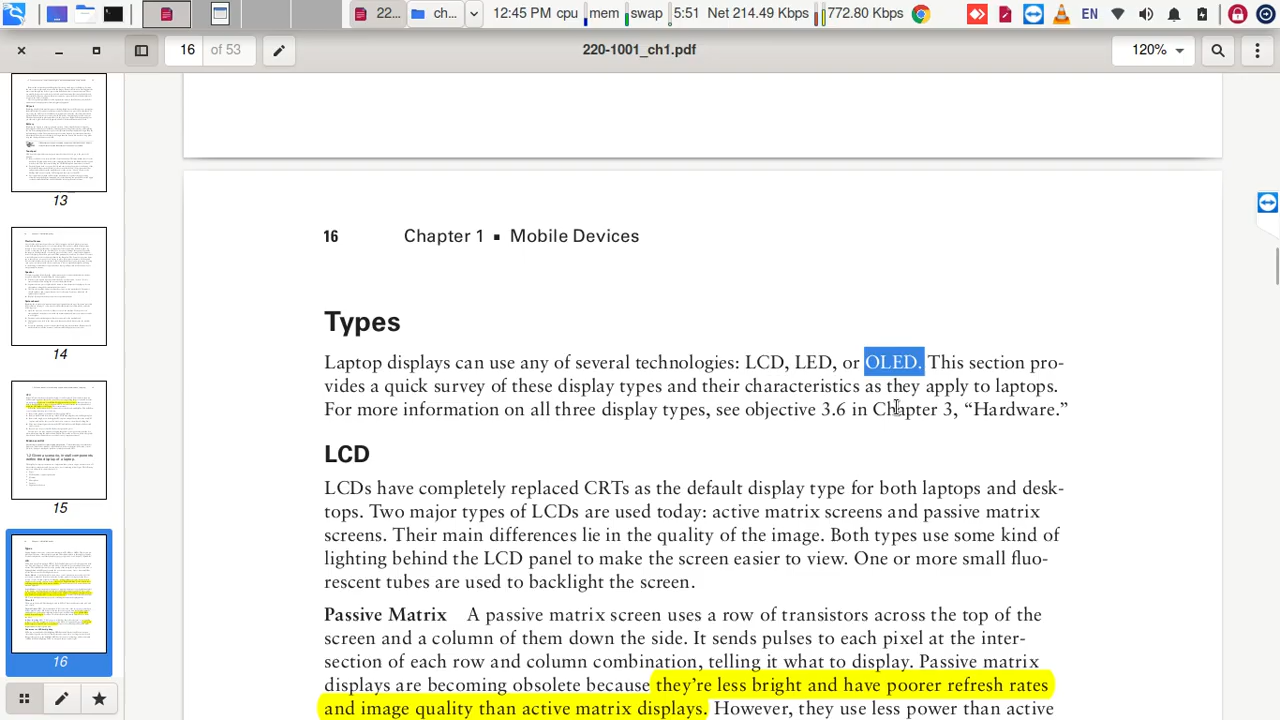 22...
ch...
12:45 PM cpu mem swap 5:51 Net 214.49 Kbps 772.80 Kbps
EN
16 of 53
220-1001_ch1.pdf
120%
13
14
15
16
16 Chapter 1 ▪ Mobile Devices
Types
Laptop displays can use any of several technologies: LCD, LED, or OLED. This section pro-
vides a quick survey of these display types and their characteristics as they apply to laptops.
For more information on all three display types, see objective 3.5 in Chapter 3, “Hardware.”
LCD
LCDs have completely replaced CRTs as the default display type for both laptops and desk-
tops. Two major types of LCDs are used today: active matrix screens and passive matrix
screens. Their main differences lie in the quality of the image. Both types use some kind of
lighting behind the LCD panel to make the screen easier to view. One or more small fluo-
rescent tubes are used to backlight the screen.
Passive Matrix A passive matrix screen uses a row of transistors across the top of the
screen and a column of them down the side. It sends pulses to each pixel at the inter-
section of each row and column combination, telling it what to display. Passive matrix
displays are becoming obsolete because they’re less bright and have poorer refresh rates
and image quality than active matrix displays. However, they use less power than active